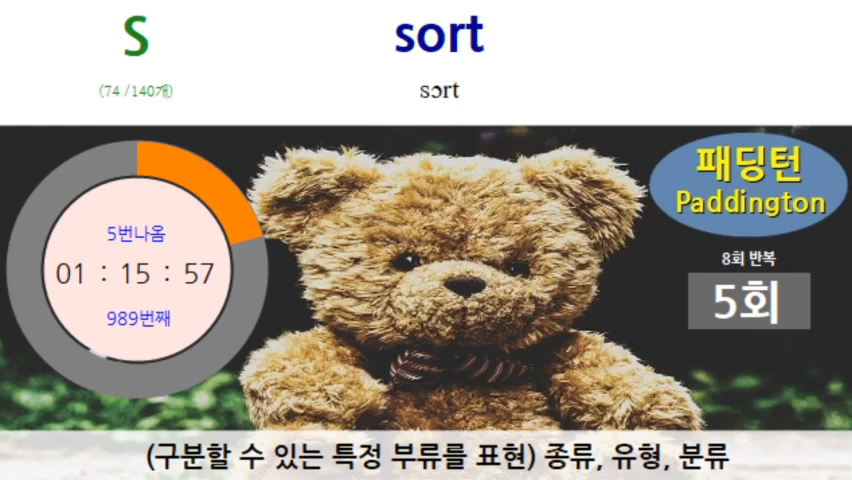 S
sort
(74 /140개)
sɔrt
패딩턴
Paddington
5번나옴
01 : 15 : 57
989번째
8회 반복
5회
(구분할 수 있는 특정 부류를 표현) 종류, 유형, 분류